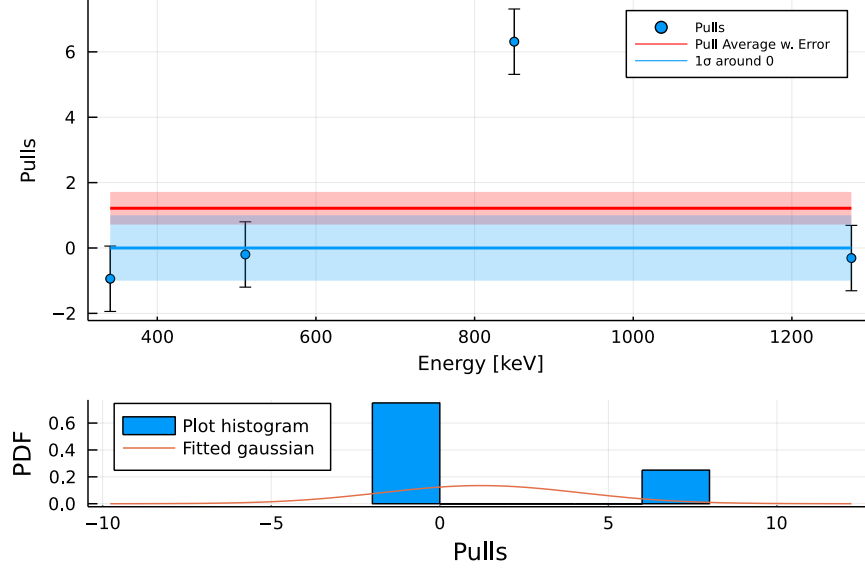 6
4
2
0
−2
Pulls
Pulls
Pull Average w. Error
1σ around 0
400
600
800
1000
1200
Energy [keV]
0.6
0.4
0.2
0.0
PDF
Plot histogram
Fitted gaussian
−10
−5
0
5
10
Pulls